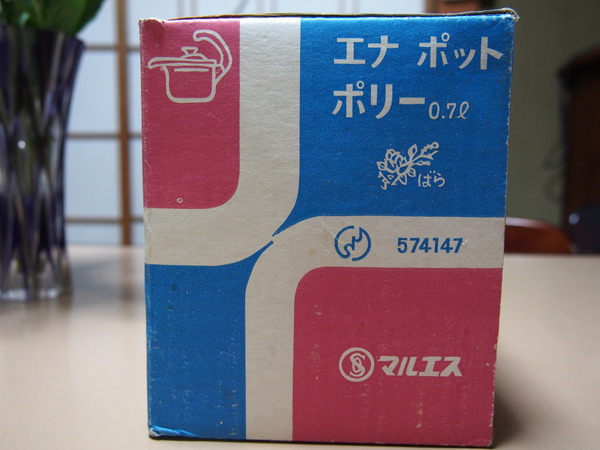 エナ ポット
ポリー 0.7ℓ
ばら
574147
マルエス